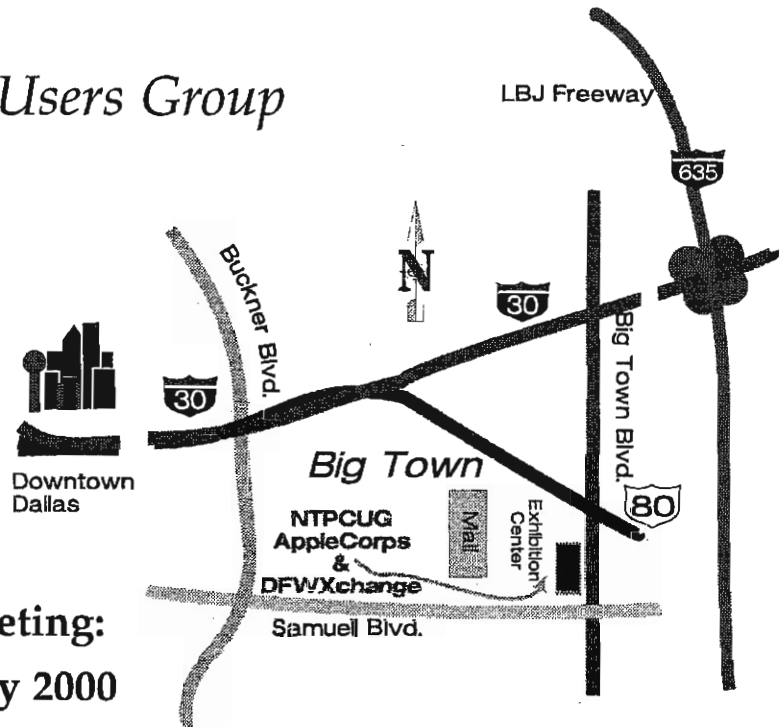 Users Group
LBJ Freeway
635
Buckner Blvd.
N
30
30
Big Town Blvd.
Downtown
Dallas
Big Town
80
NTPCUG
AppleCorps
&
DFWXchange
Mall
Exhibition
Center
Samuell Blvd.
eting:
y 2000